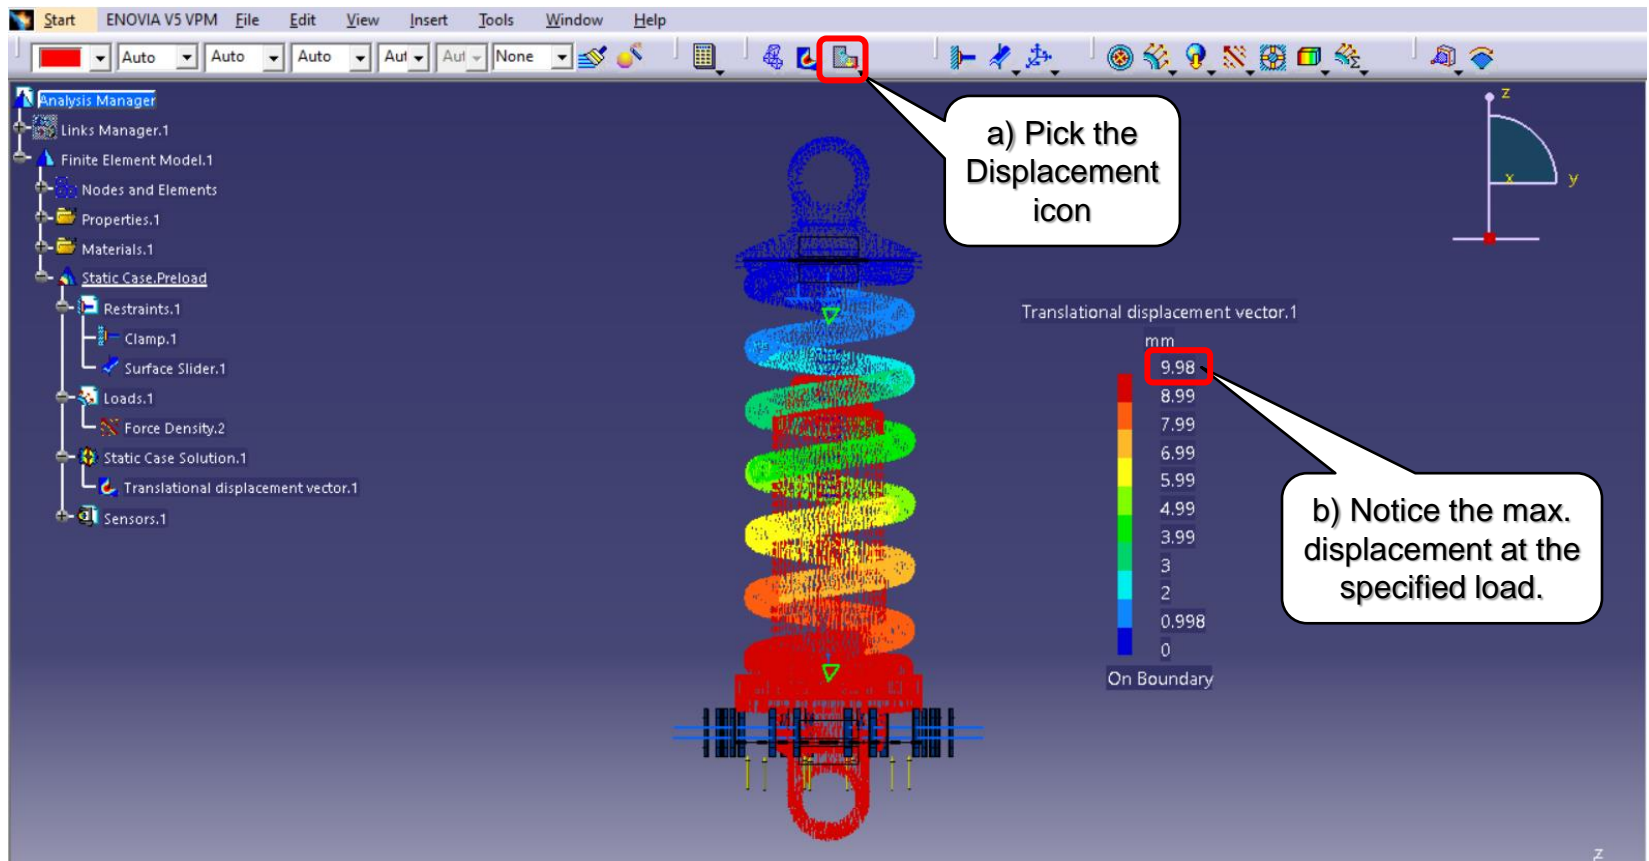 Start ENOVIA V5 VPM File Edit View Insert Tools Window Help
Auto Auto Auto Aut Aut None
Analysis Manager
Links Manager.1
Finite Element Model.1
Nodes and Elements
Properties.1
Materials.1
Static Case.Preload
Restraints.1
Clamp.1
Surface Slider.1
Loads.1
Force Density.2
Static Case Solution.1
Translational displacement vector.1
Sensors.1
a) Pick the
Displacement
icon
z
x
y
Translational displacement vector.1
mm
9.98
8.99
7.99
6.99
5.99
4.99
3.99
3
2
0.998
0
On Boundary
b) Notice the max.
displacement at the
specified load.
z